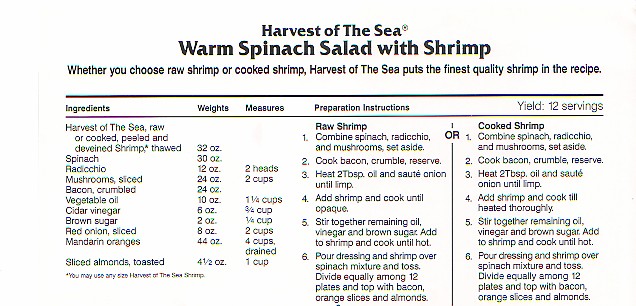 Harvest of The Sea®
Warm Spinach Salad with Shrimp
Whether you choose raw shrimp or cooked shrimp, Harvest of The Sea puts the finest quality shrimp in the recipe.
Ingredients Weights Measures Preparation Instructions Yield: 12 servings
Harvest of The Sea, raw
or cooked, peeled and
deveined Shrimp,* thawed 32 oz.
Spinach 30 oz.
Radicchio 12 oz. 2 heads
Mushrooms, sliced 24 oz. 2 cups
Bacon, crumbled 24 oz.
Vegetable oil 10 oz. 1¼ cups
Cidar vinegar 6 oz. ¾ cup
Brown sugar 2 oz. ¼ cup
Red onion, sliced 8 oz. 2 cups
Mandarin oranges 44 oz. 4 cups,
drained
Sliced almonds, toasted 4½ oz. 1 cup
*You may use any size Harvest of The Sea Shrimp.
Raw Shrimp
1. Combine spinach, radicchio,
and mushrooms, set aside.
2. Cook bacon, crumble, reserve.
3. Heat 2Tbsp. oil and sauté onion
until limp.
4. Add shrimp and cook until
opaque.
5. Stir together remaining oil,
vinegar and brown sugar. Add
to shrimp and cook until hot.
6. Pour dressing and shrimp over
spinach mixture and toss.
Divide equally among 12
plates and top with bacon,
orange slices and almonds.
OR
Cooked Shrimp
1. Combine spinach, radicchio,
and mushrooms, set aside.
2. Cook bacon, crumble, reserve.
3. Heat 2Tbsp. oil and sauté
onion until limp.
4. Add shrimp and cook till
heated thoroughly.
5. Stir together remaining oil,
vinegar and brown sugar. Add
to shrimp and cook until hot.
6. Pour dressing and shrimp over
spinach mixture and toss.
Divide equally among 12
plates and top with bacon,
orange slices and almonds.